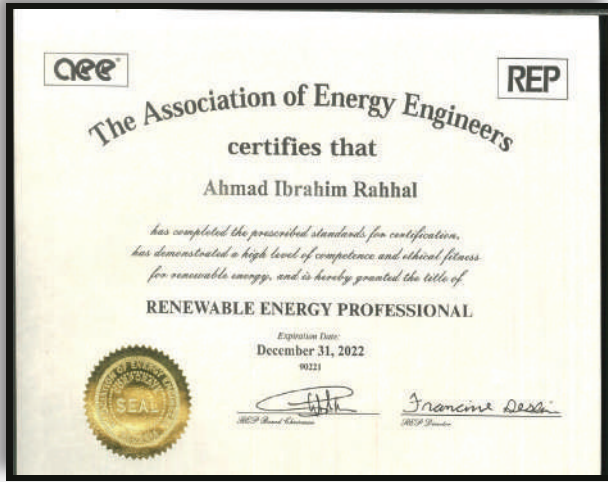 aee
REP
The Association of Energy Engineers
certifies that
Ahmad Ibrahim Rahhal
has completed the prescribed standards for certification,
has demonstrated a high level of competence and ethical fitness
for renewable energy, and is hereby granted the title of
RENEWABLE ENERGY PROFESSIONAL
Expiration Date:
December 31, 2022
90221
SEAL
Francine
REP Board Chairman
REP Director